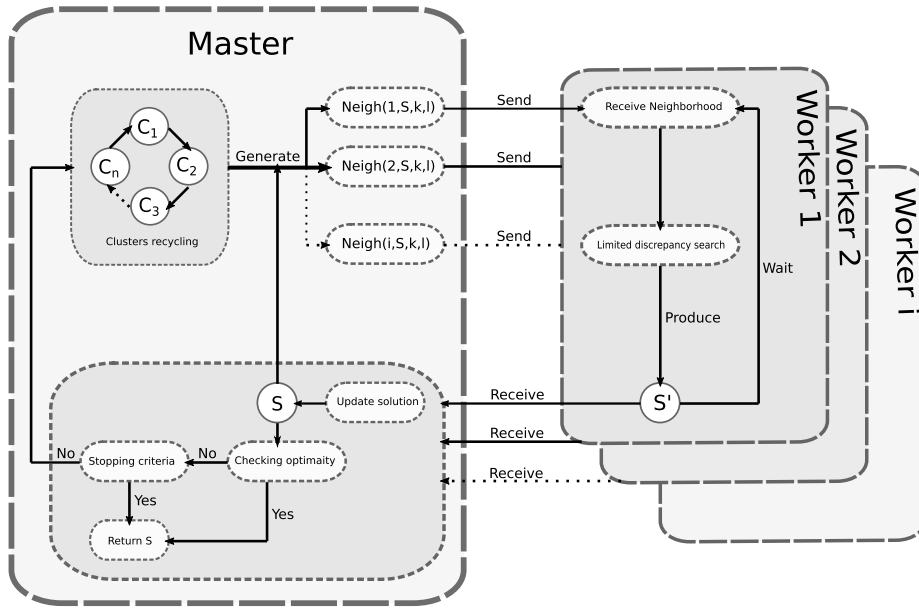 Master
C1
C2
C3
Cn
Clusters recycling
Generate
Neigh(1,S,k,l)
Neigh(2,S,k,l)
Neigh(i,S,k,l)
Send
Send
Send
Receive Neighborhood
Limited discrepancy search
Produce
Wait
S'
Worker 1
Worker 2
Worker i
Receive
Receive
Receive
S
Update solution
Checking optimaity
No
Stopping criteria
No
Yes
Yes
Return S